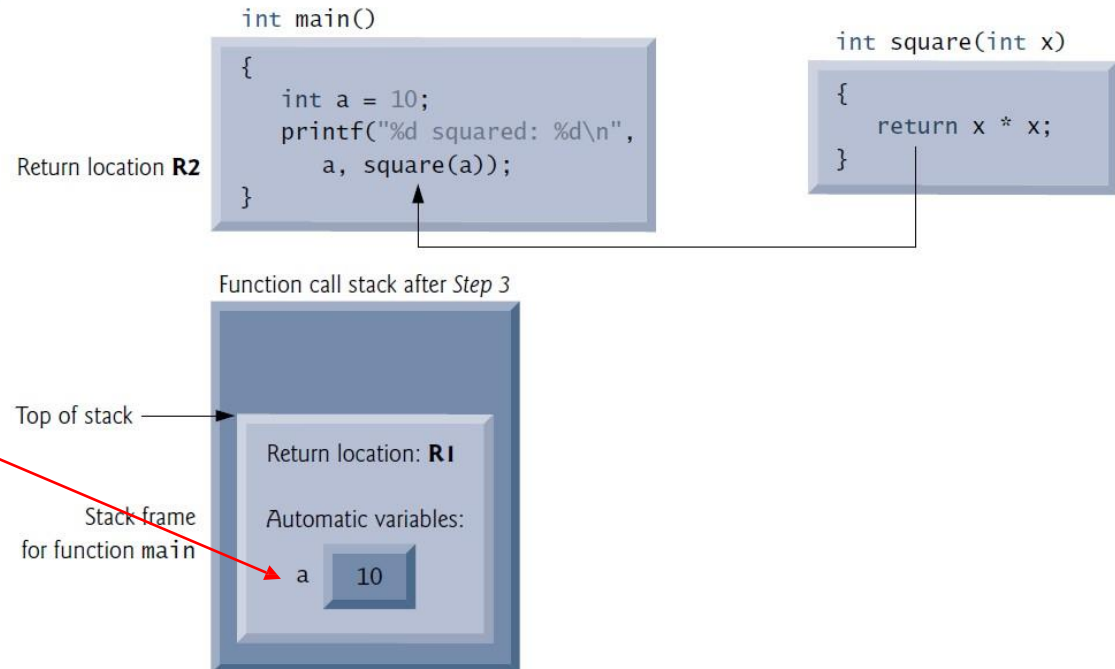 int main()
{
int a = 10;
printf("%d squared: %d\n",
a, square(a));
}
Return location R2
int square(int x)
{
return x * x;
}
Function call stack after Step 3
Top of stack
Return location: R1
Automatic variables:
a 10
Stack frame
for function main